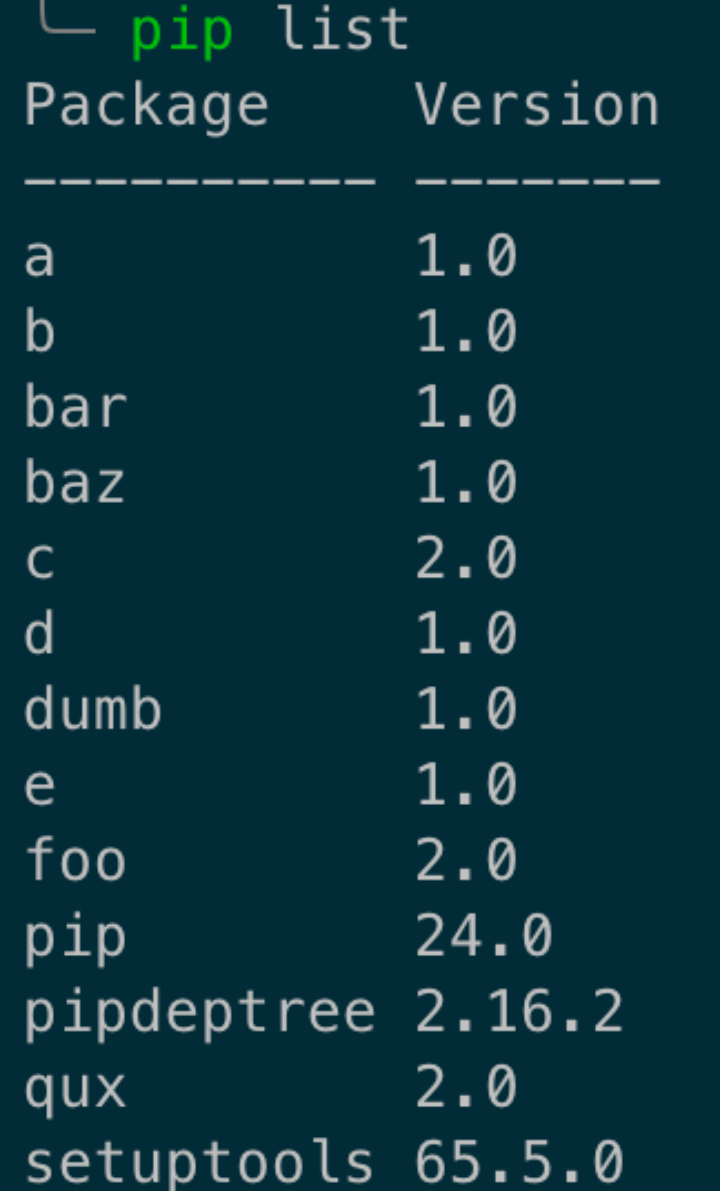 ╰─ pip list
Package    Version
---------- -------
a          1.0
b          1.0
bar        1.0
baz        1.0
c          2.0
d          1.0
dumb       1.0
e          1.0
foo        2.0
pip        24.0
pipdeptree 2.16.2
qux        2.0
setuptools 65.5.0